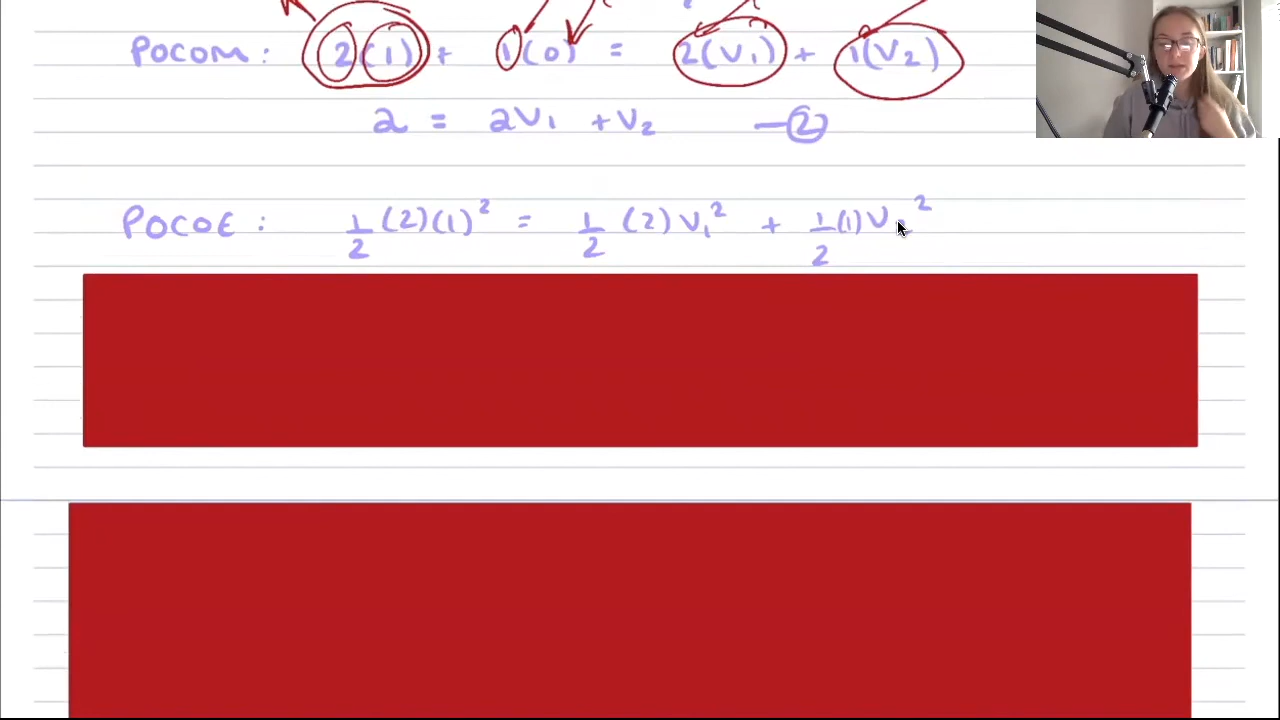 POCOM: 2(1) + 1(0) = 2(V₁) + 1(V₂)
2 = 2V₁ + V₂ —②
POCOE: 1/2 (2)(1)² = 1/2 (2)V₁² + 1/2 (1)V₂²